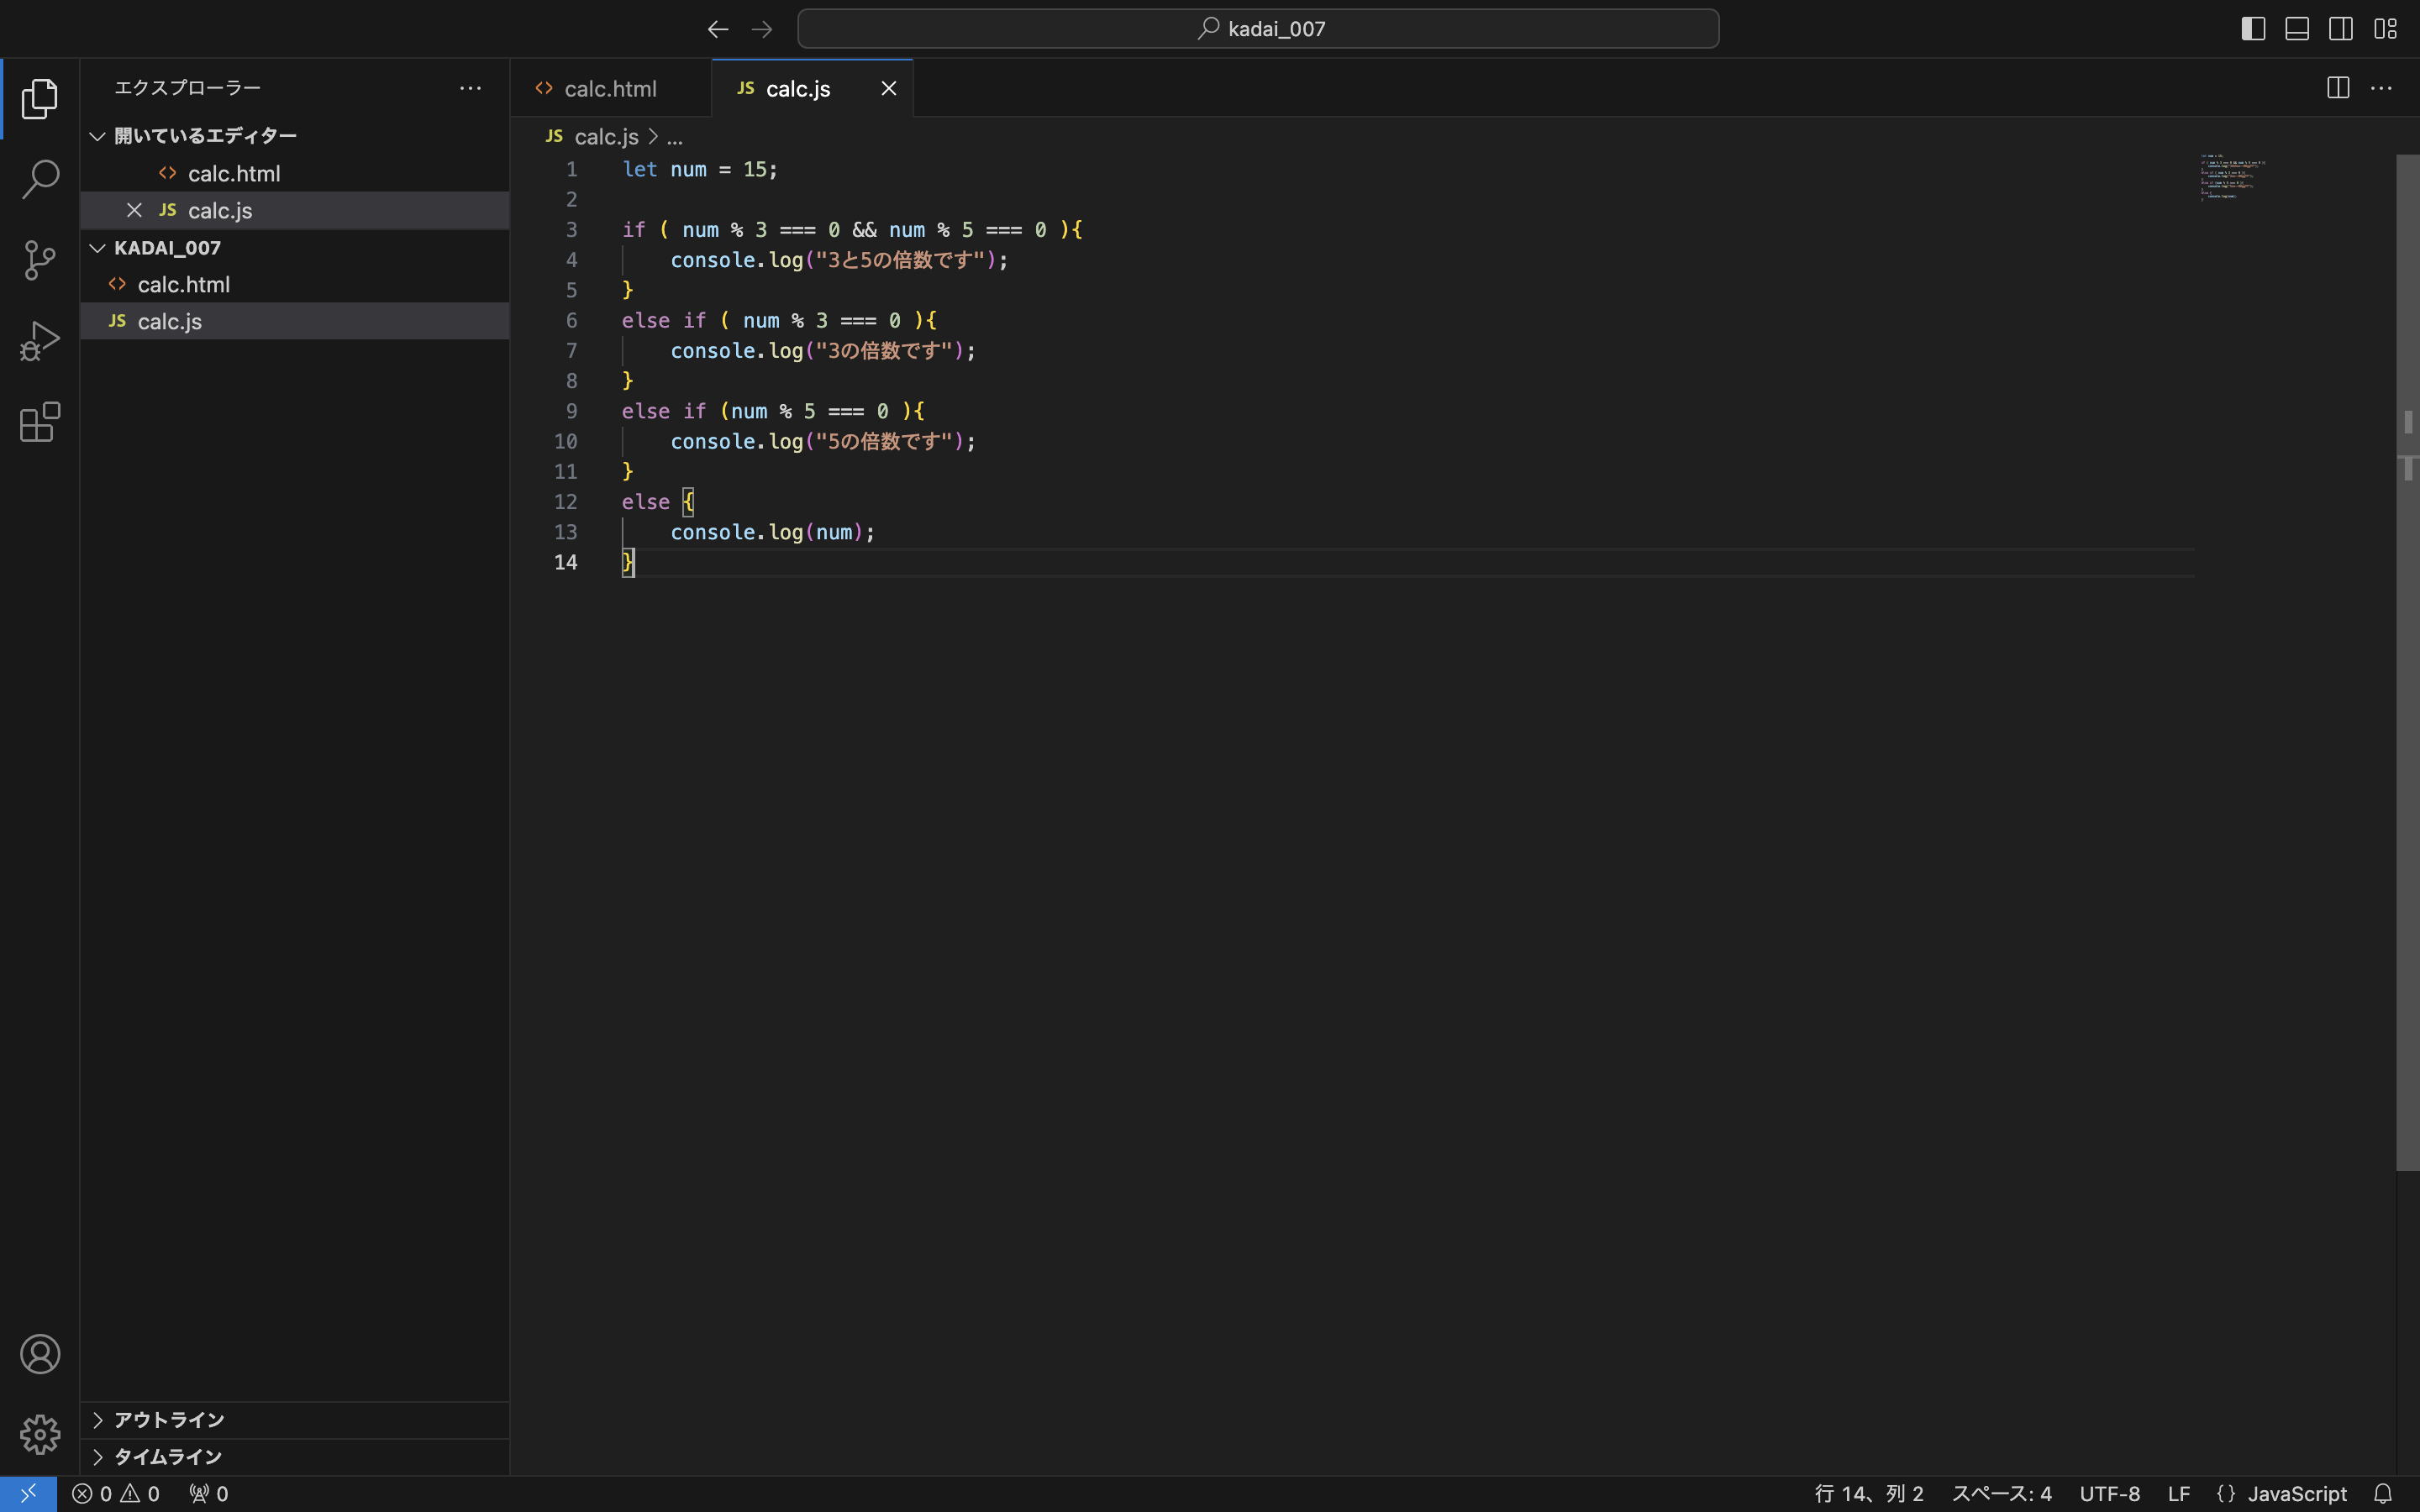 kadai_007
エクスプローラー
開いているエディター
calc.html
JS calc.js
KADAI_007
calc.html
JS calc.js
アウトライン
タイムライン
calc.html
JS calc.js
JS calc.js > ...
1 let num = 15;
2
3 if ( num % 3 === 0 && num % 5 === 0 ){
4 console.log("3と5の倍数です");
5 }
6 else if ( num % 3 === 0 ){
7 console.log("3の倍数です");
8 }
9 else if (num % 5 === 0 ){
10 console.log("5の倍数です");
11 }
12 else {
13 console.log(num);
14 }
0 0 0
行 14、列 2 スペース: 4 UTF-8 LF {} JavaScript